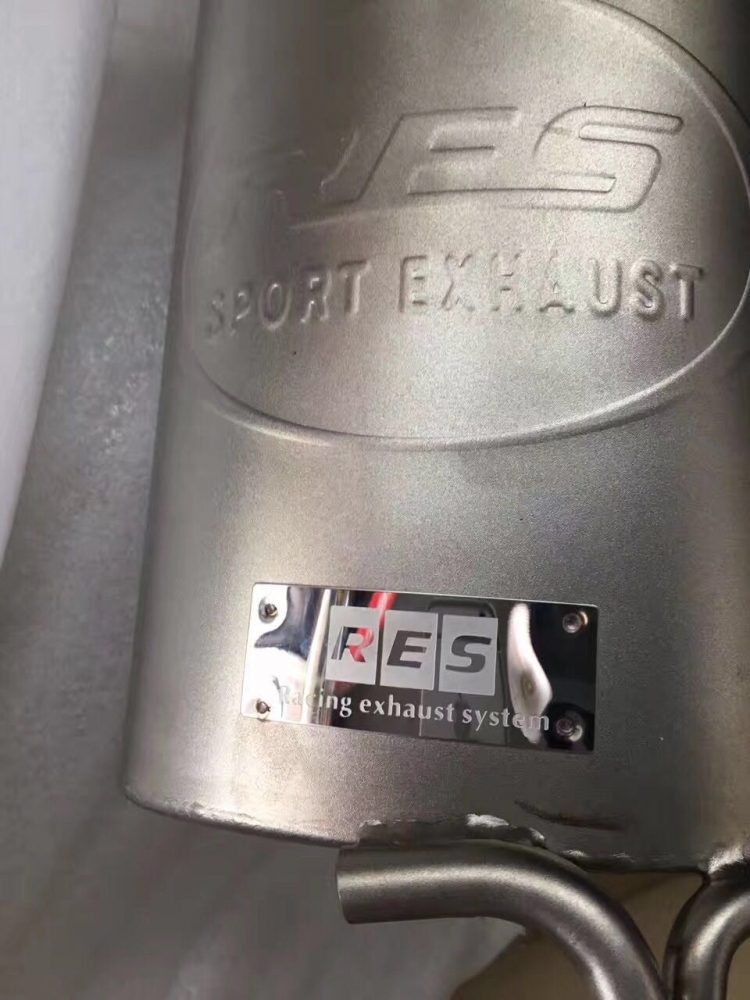 RES
SPORT EXHAUST
RES
Racing exhaust system